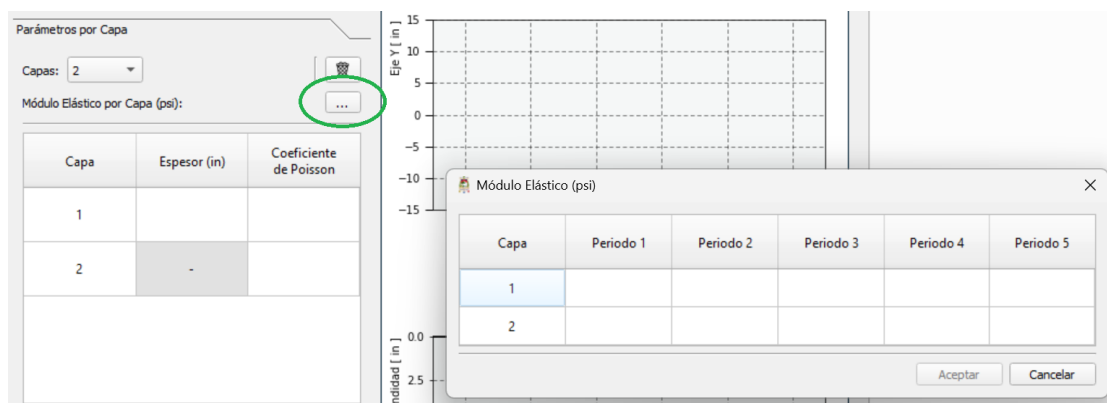 Parámetros por Capa
Capas: 2
Módulo Elástico por Capa (psi):
...
Capa Espesor (in) Coeficiente de Poisson
1
2 -
Eje Y [ in ]
15
10
5
0
−5
−10
−15
0.0
2.5
ndidad [ in ]
Módulo Elástico (psi)
Capa Periodo 1 Periodo 2 Periodo 3 Periodo 4 Periodo 5
1
2
Aceptar Cancelar